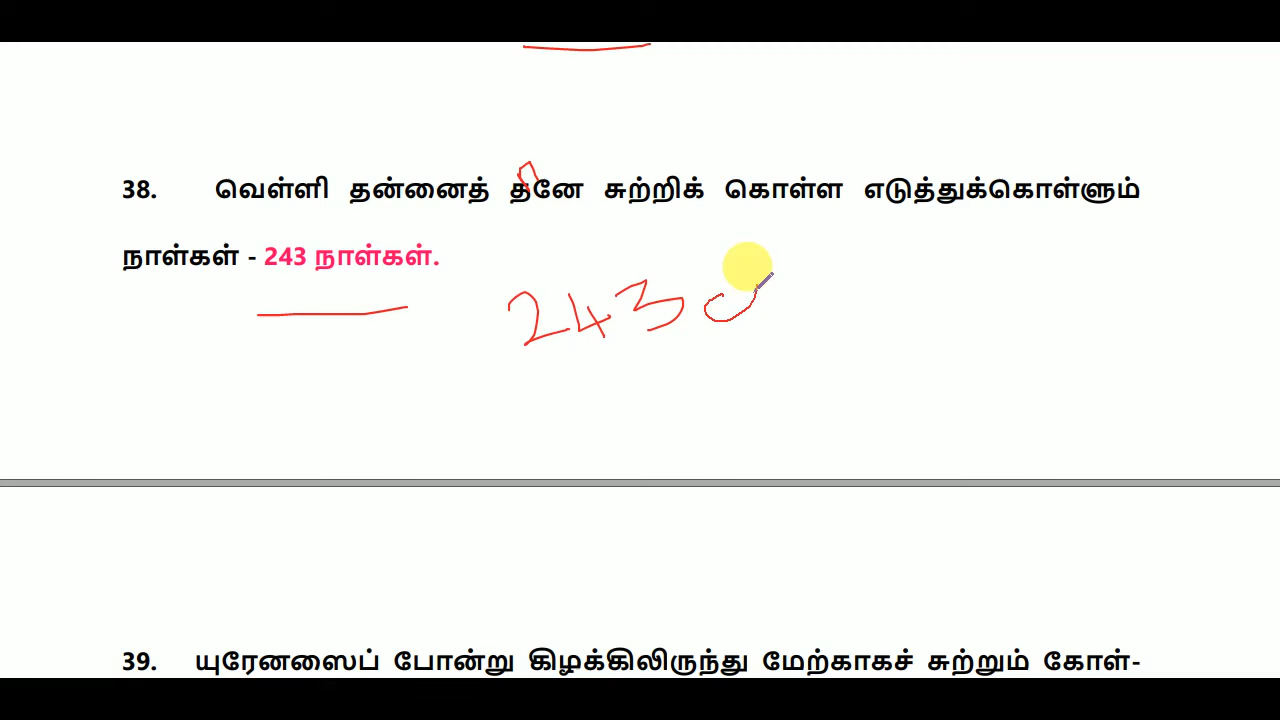 38. வெள்ளி தன்னைத் தனே சுற்றிக் கொள்ள எடுத்துக்கொள்ளும்
நாள்கள் - 243 நாள்கள்.
243
39. யுரேனஸைப் போன்று கிழக்கிலிருந்து மேற்காகச் சுற்றும் கோள்-